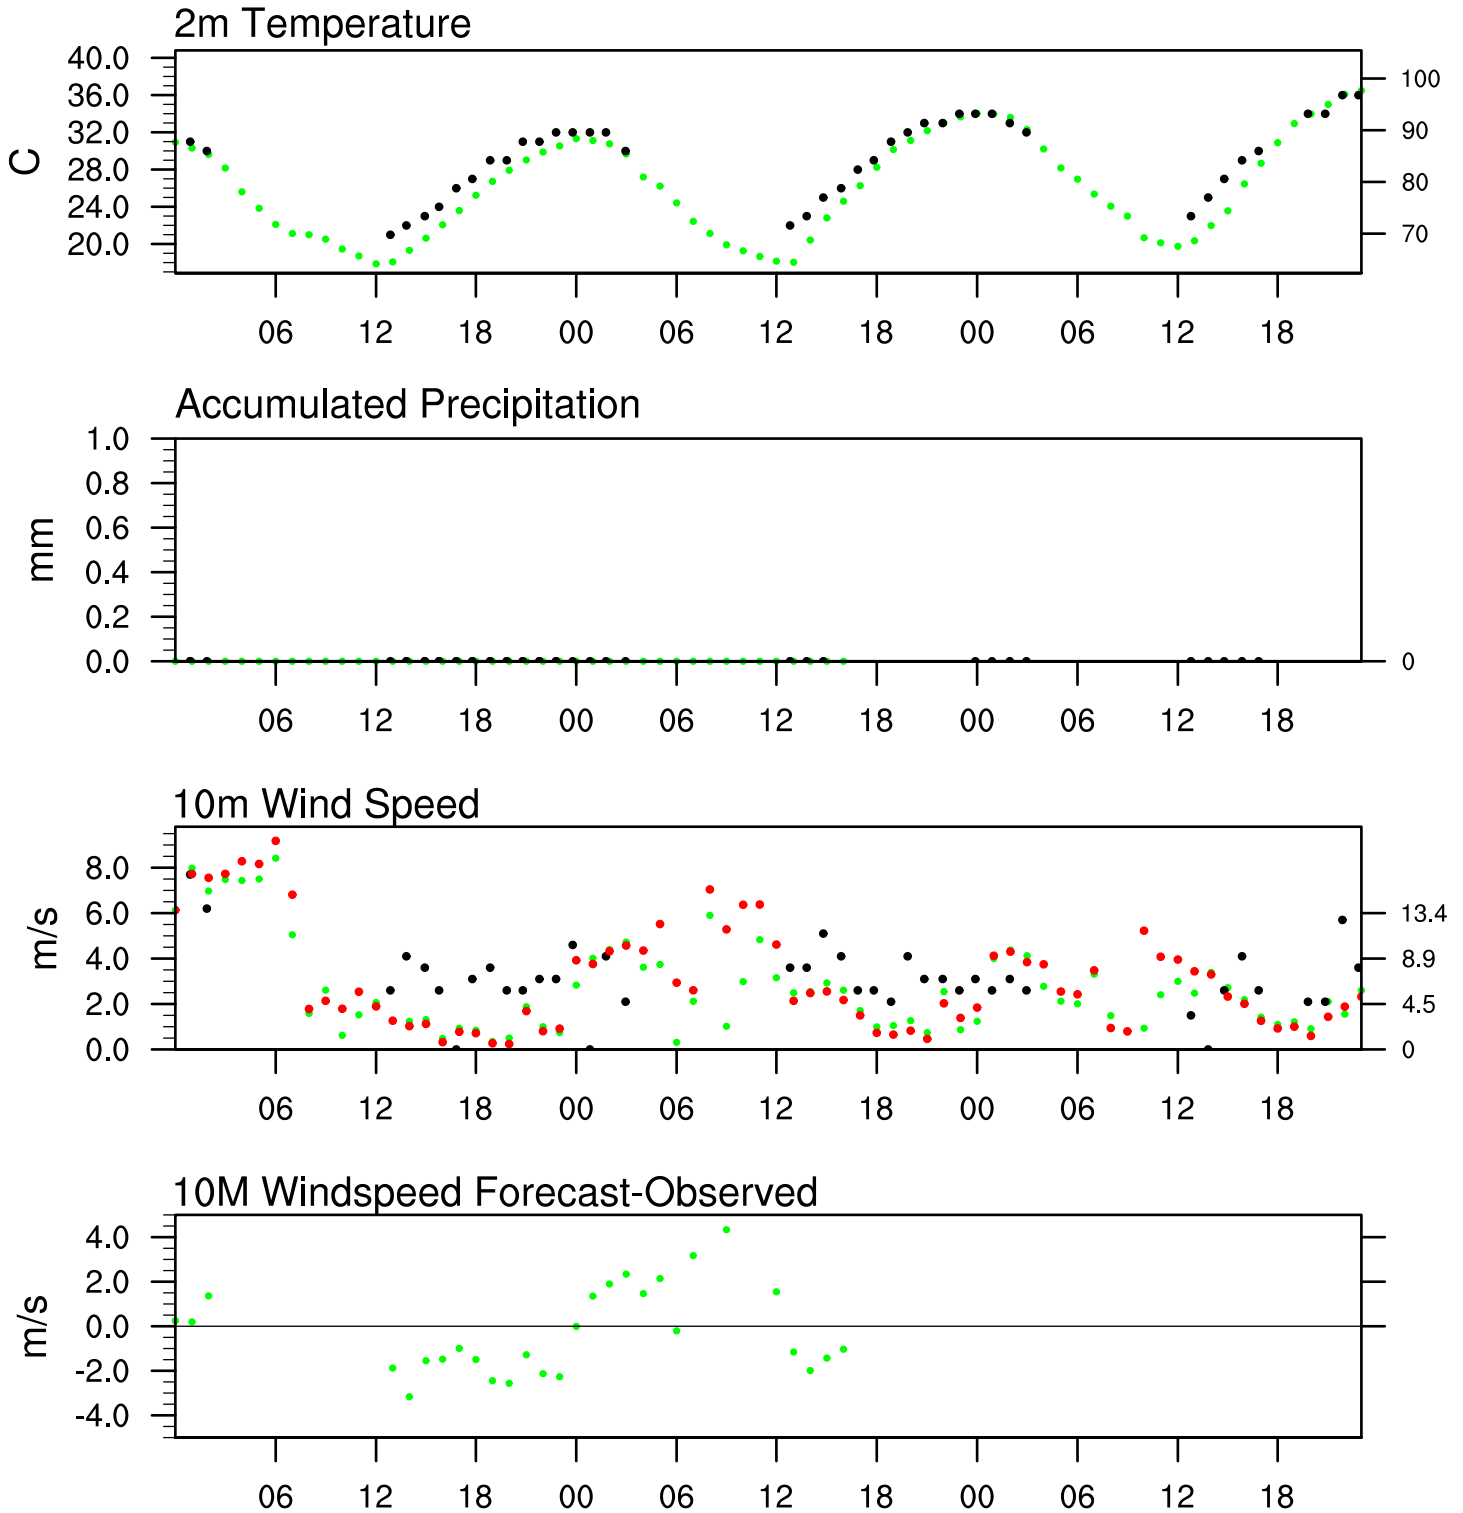 2m Temperature
40.0
36.0
32.0
28.0
24.0
20.0
C
100
90
80
70
06 12 18 00 06 12 18 00 06 12 18
Accumulated Precipitation
1.0
0.8
0.6
0.4
0.2
0.0
mm
0
06 12 18 00 06 12 18 00 06 12 18
10m Wind Speed
8.0
6.0
4.0
2.0
0.0
m/s
13.4
8.9
4.5
0
06 12 18 00 06 12 18 00 06 12 18
10M Windspeed Forecast-Observed
4.0
2.0
0.0
-2.0
-4.0
m/s
06 12 18 00 06 12 18 00 06 12 18